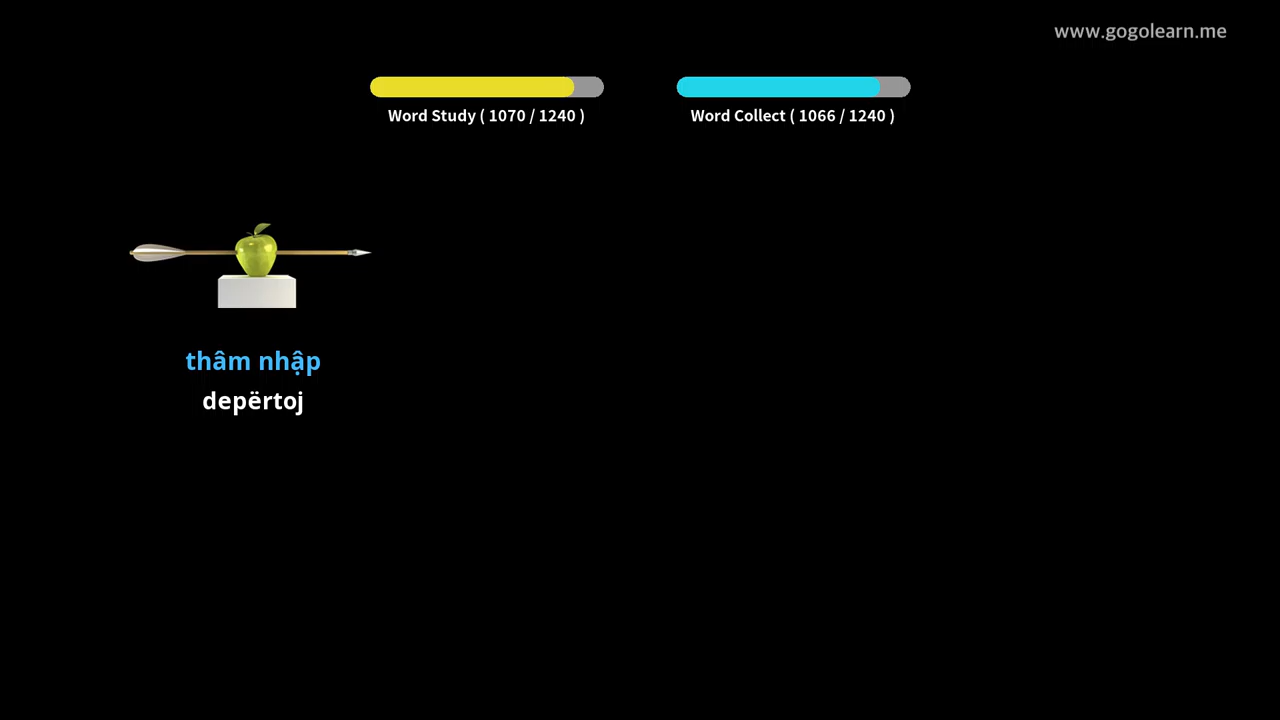 www.gogolearn.me
Word Study ( 1070 / 1240 )
Word Collect ( 1066 / 1240 )
thâm nhập
depërtoj